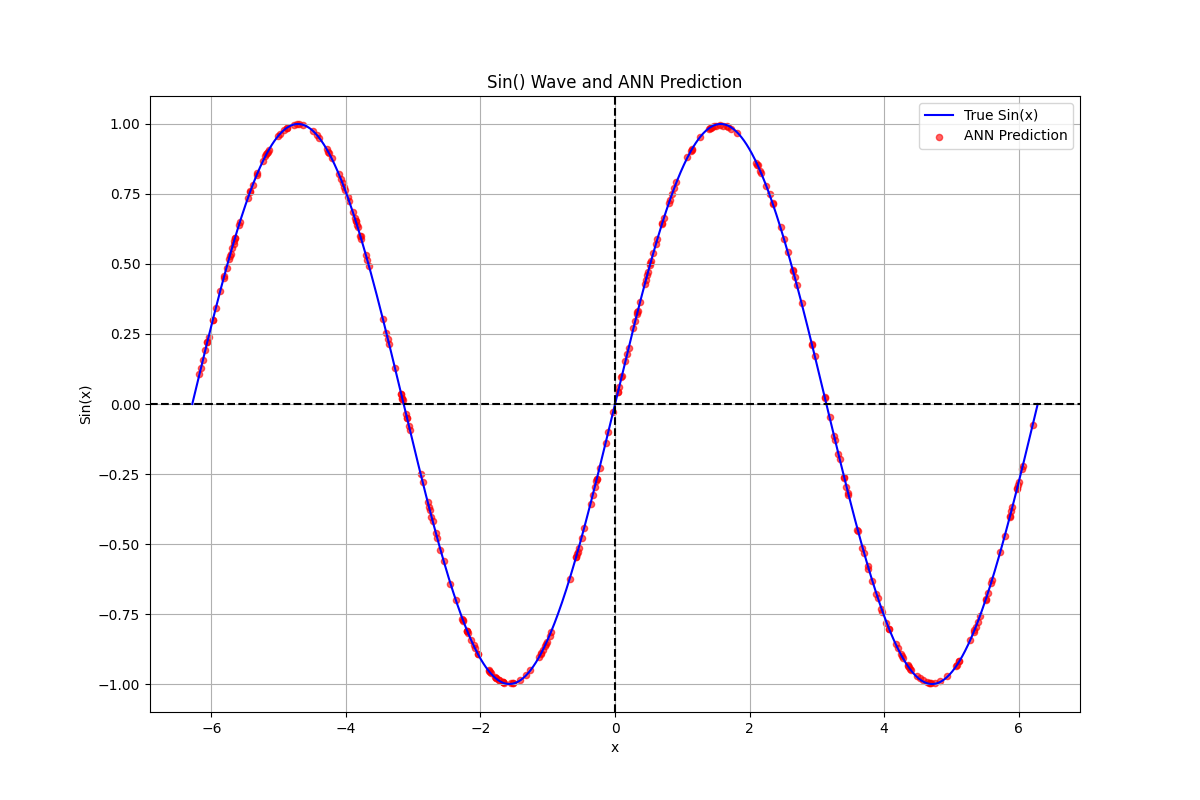 Sin() Wave and ANN Prediction
True Sin(x)
ANN Prediction
1.00
0.75
0.50
0.25
0.00
−0.25
−0.50
−0.75
−1.00
Sin(x)
−6 −4 −2 0 2 4 6
x